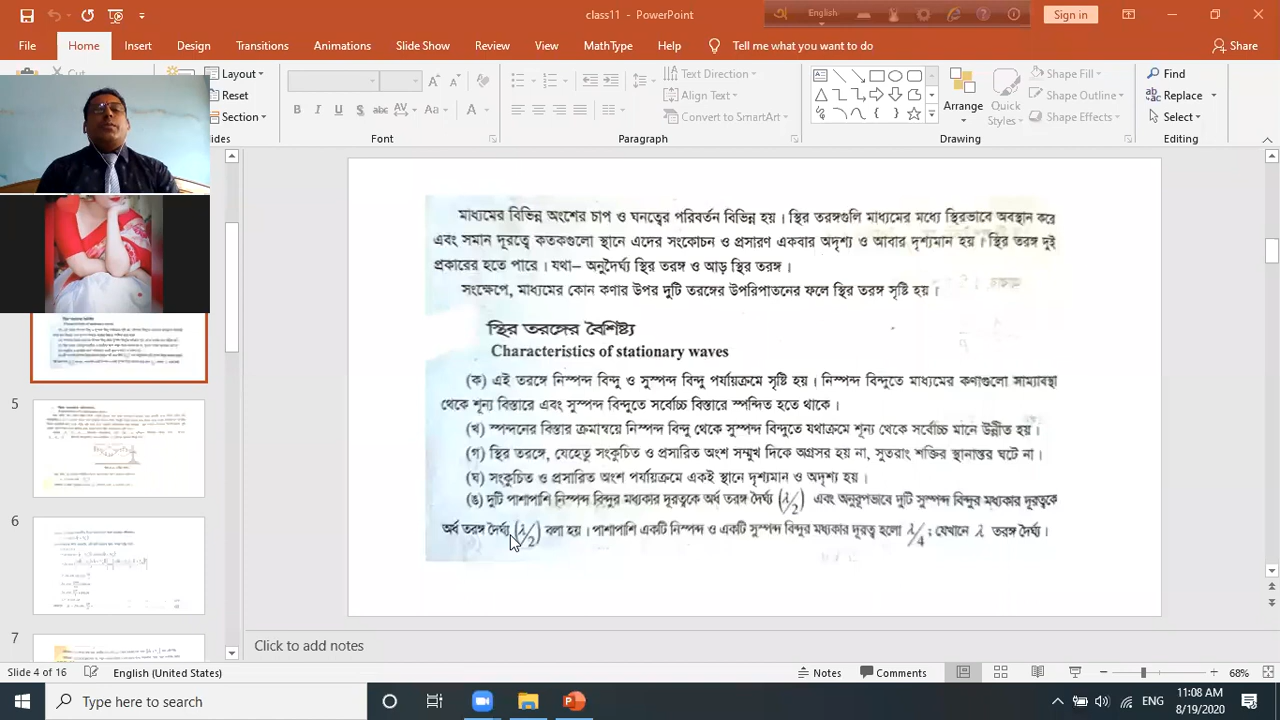 class11 - PowerPoint
English
Sign in
File Home Insert Design Transitions Animations Slide Show Review View MathType Help Tell me what you want to do Share
Cut
Layout
Reset
Section
Text Direction
Align Text
Convert to SmartArt
Arrange
Quick Styles
Shape Fill
Shape Outline
Shape Effects
Find
Replace
Select
Font Paragraph Drawing Editing
মাধ্যমের বিভিন্ন অংশের চাপ ও ঘনত্বের পরিবর্তন বিভিন্ন হয়। স্থির তরঙ্গগুলি মাধ্যমের মধ্যে স্থিরভাবে অবস্থান করে
এবং সমান দূরত্বে কতকগুলো স্থানে এদের সংকোচন ও প্রসারণ একবার অদৃশ্য ও আবার দৃশ্যমান হয়। স্থির তরঙ্গ দুই
প্রকারের হতে পারে। যথা– অনুদৈর্ঘ্য স্থির তরঙ্গ ও আড় স্থির তরঙ্গ।
সংক্ষেপে, মাধ্যমের কোন কণার উপর দুটি তরঙ্গের উপরিপাতনের ফলে স্থির তরঙ্গ সৃষ্টি হয়।
স্থির তরঙ্গের বৈশিষ্ট্য
Characteristics of stationary waves
(ক) এই তরঙ্গে নিস্পন্দ বিন্দু ও সুস্পন্দ বিন্দু পর্যায়ক্রমে সৃষ্টি হয়। নিস্পন্দ বিন্দুতে মাধ্যমের কণাগুলো সাম্যাবস্থা
থেকে শূন্য বিস্তারে এবং সুস্পন্দ বিন্দুতে সর্বোচ্চ বিস্তারে স্পন্দিত হতে থাকে।
(খ) স্পন্দনের বিস্তার ক্রমান্বয়ে নিস্পন্দ বিন্দু থেকে সুস্পন্দ বিন্দুতে যথাক্রমে শূন্য থেকে সর্বোচ্চ মানে উন্নীত হয়।
(গ) স্থির তরঙ্গে, যেহেতু সংকুচিত ও প্রসারিত অংশ সম্মুখ দিকে অগ্রসর হয় না, সুতরাং শক্তির স্থানান্তর ঘটে না।
(ঘ) সংকুচিত ও প্রসারিত অংশ পর্যায়ক্রমে একই স্থানে দৃশ্যমান ও অদৃশ্য হয়।
(ঙ) দুটি পাশাপাশি নিস্পন্দ বিন্দুর মধ্যকার দূরত্বকে অর্ধ তরঙ্গ দৈর্ঘ্য (λ/2) এবং অনুরূপভাবে দুটি সুস্পন্দ বিন্দুর মধ্যকার দূরত্বকে
অর্ধ তরঙ্গ দৈর্ঘ্য (λ/2) বলা হয়। পাশাপাশি একটি নিস্পন্দ ও একটি সুস্পন্দ বিন্দুর মধ্যকার দূরত্ব হলো λ/4; যেখানে λ তরঙ্গ দৈর্ঘ্য।
5
6
7
Click to add notes
Slide 4 of 16 English (United States) Notes Comments 68%
Type here to search
ENG
11:08 AM
8/19/2020